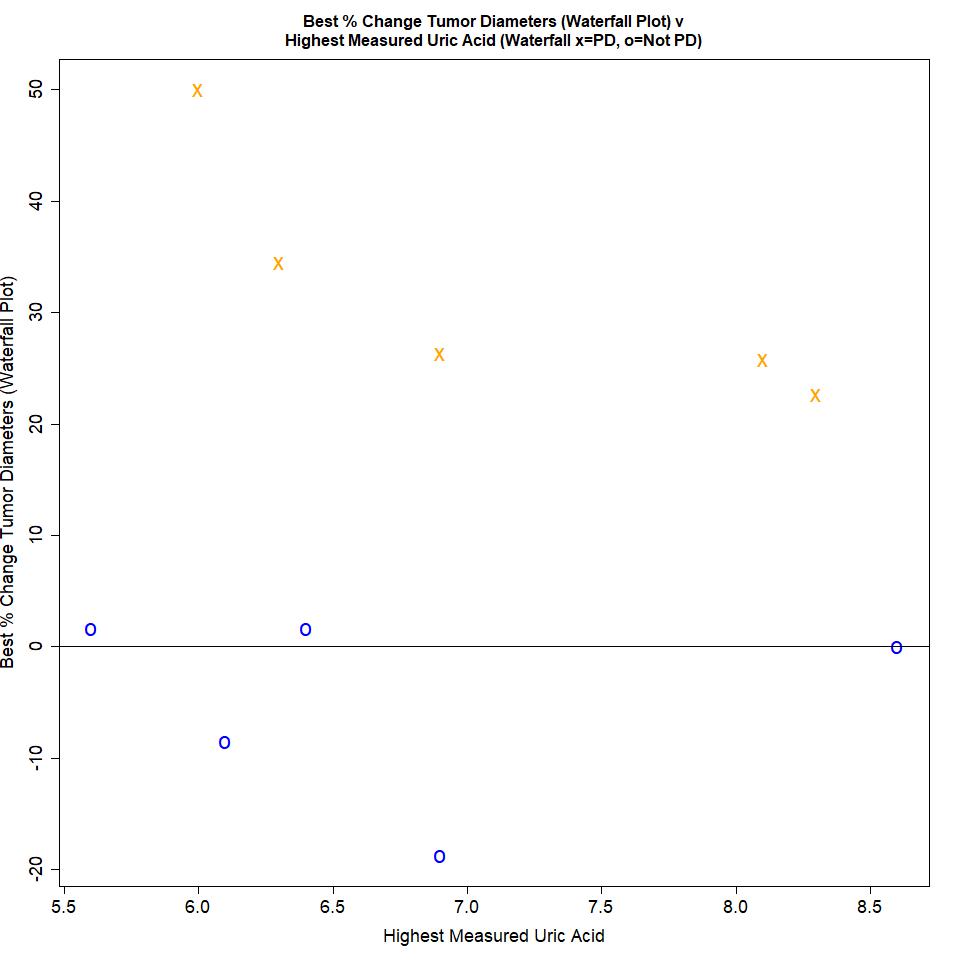 Best % Change Tumor Diameters (Waterfall Plot) v
Highest Measured Uric Acid (Waterfall x=PD, o=Not PD)
Best % Change Tumor Diameters (Waterfall Plot)
50
40
30
20
10
0
-10
-20
X
X
X
X
X
O
O
O
O
O
5.5
6.0
6.5
7.0
7.5
8.0
8.5
Highest Measured Uric Acid